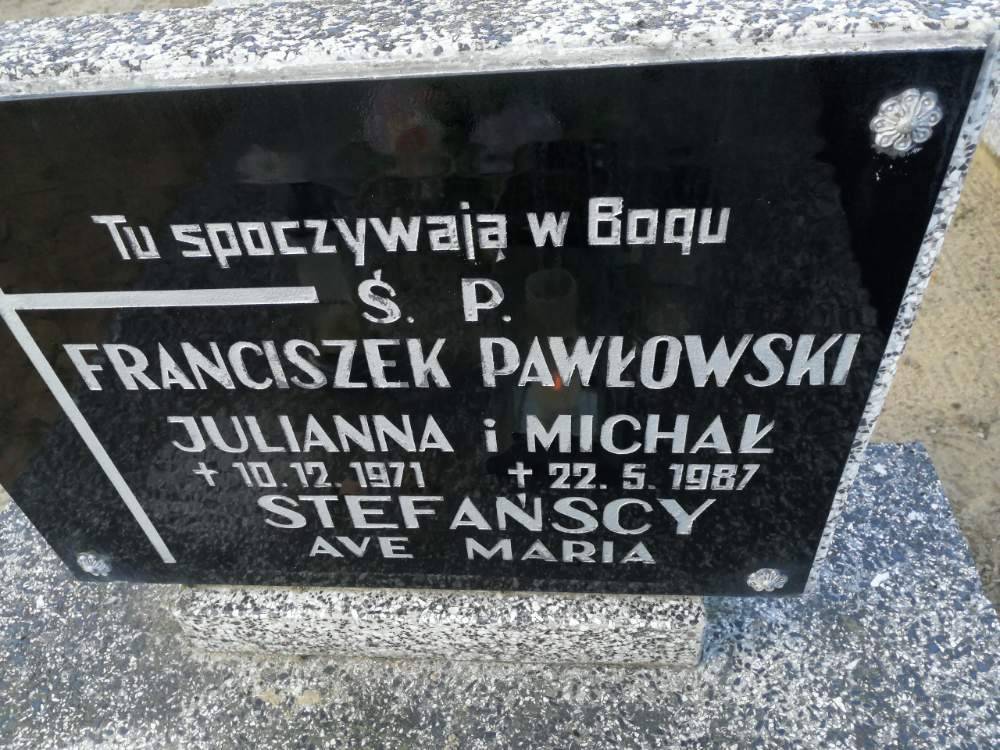 Tu spoczywają w Bogu
Ś. P.
FRANCISZEK PAWŁOWSKI
JULIANNA i MICHAŁ
+ 10.12.1971 + 22.5.1987
STEFAŃSCY
AVE MARIA